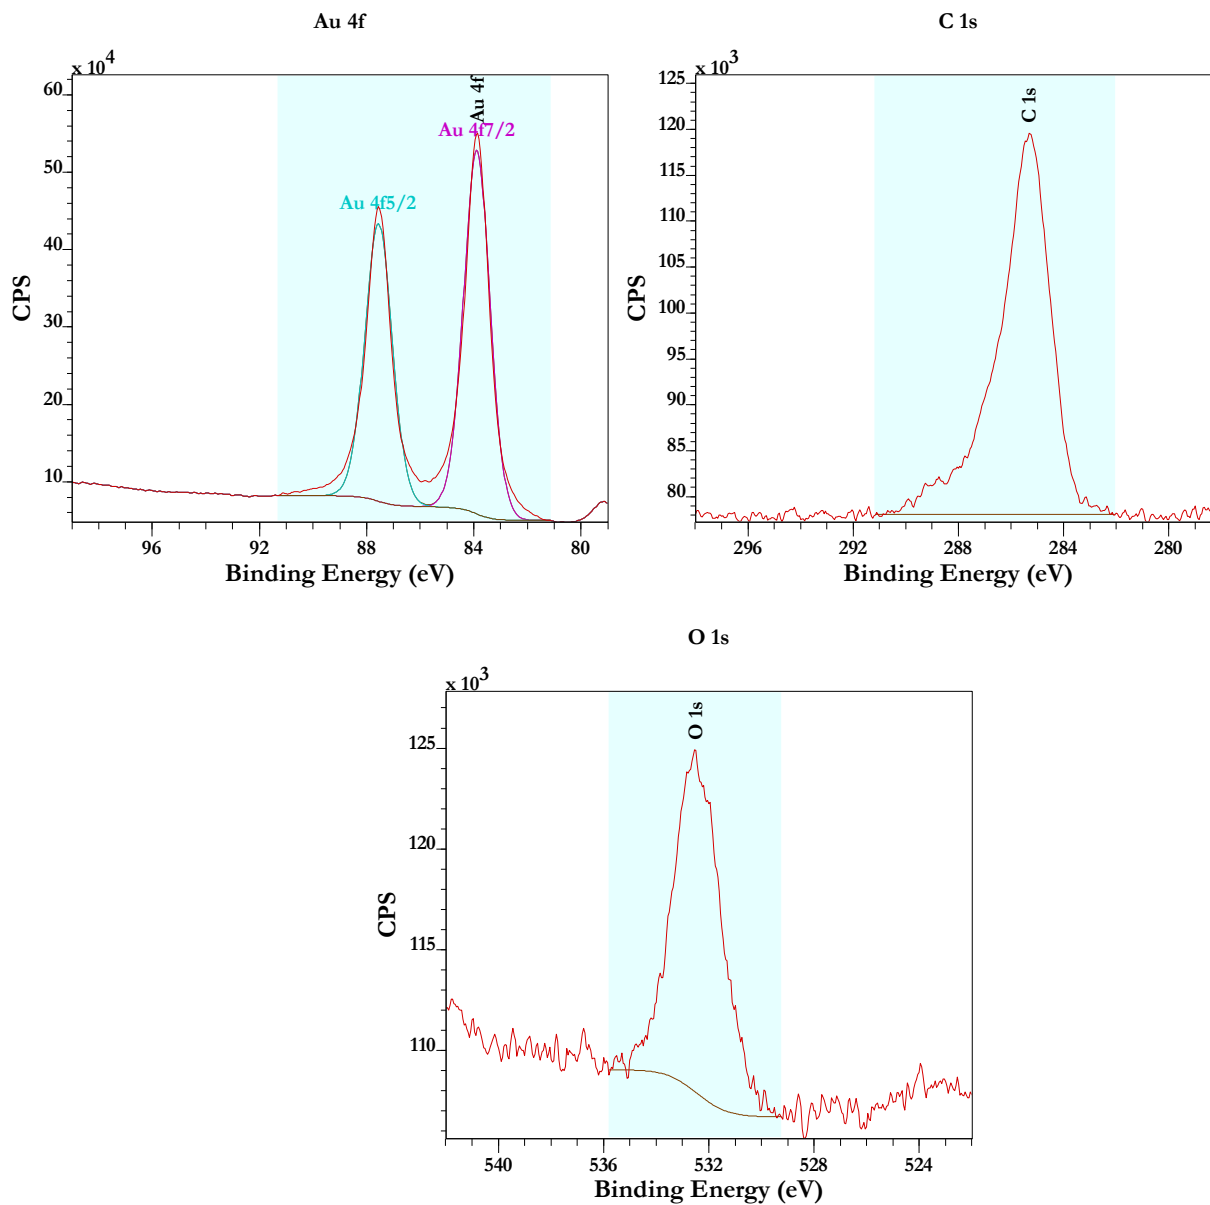 Au 4f
x 10^4
60
50
40
30
20
10
CPS
Au 4f
Au 4f7/2
Au 4f5/2
96
92
88
84
80
Binding Energy (eV)
C 1s
x 10^3
125
120
115
110
105
100
95
90
85
80
CPS
C 1s
296
292
288
284
280
Binding Energy (eV)
O 1s
x 10^3
125
120
115
110
CPS
O 1s
540
536
532
528
524
Binding Energy (eV)